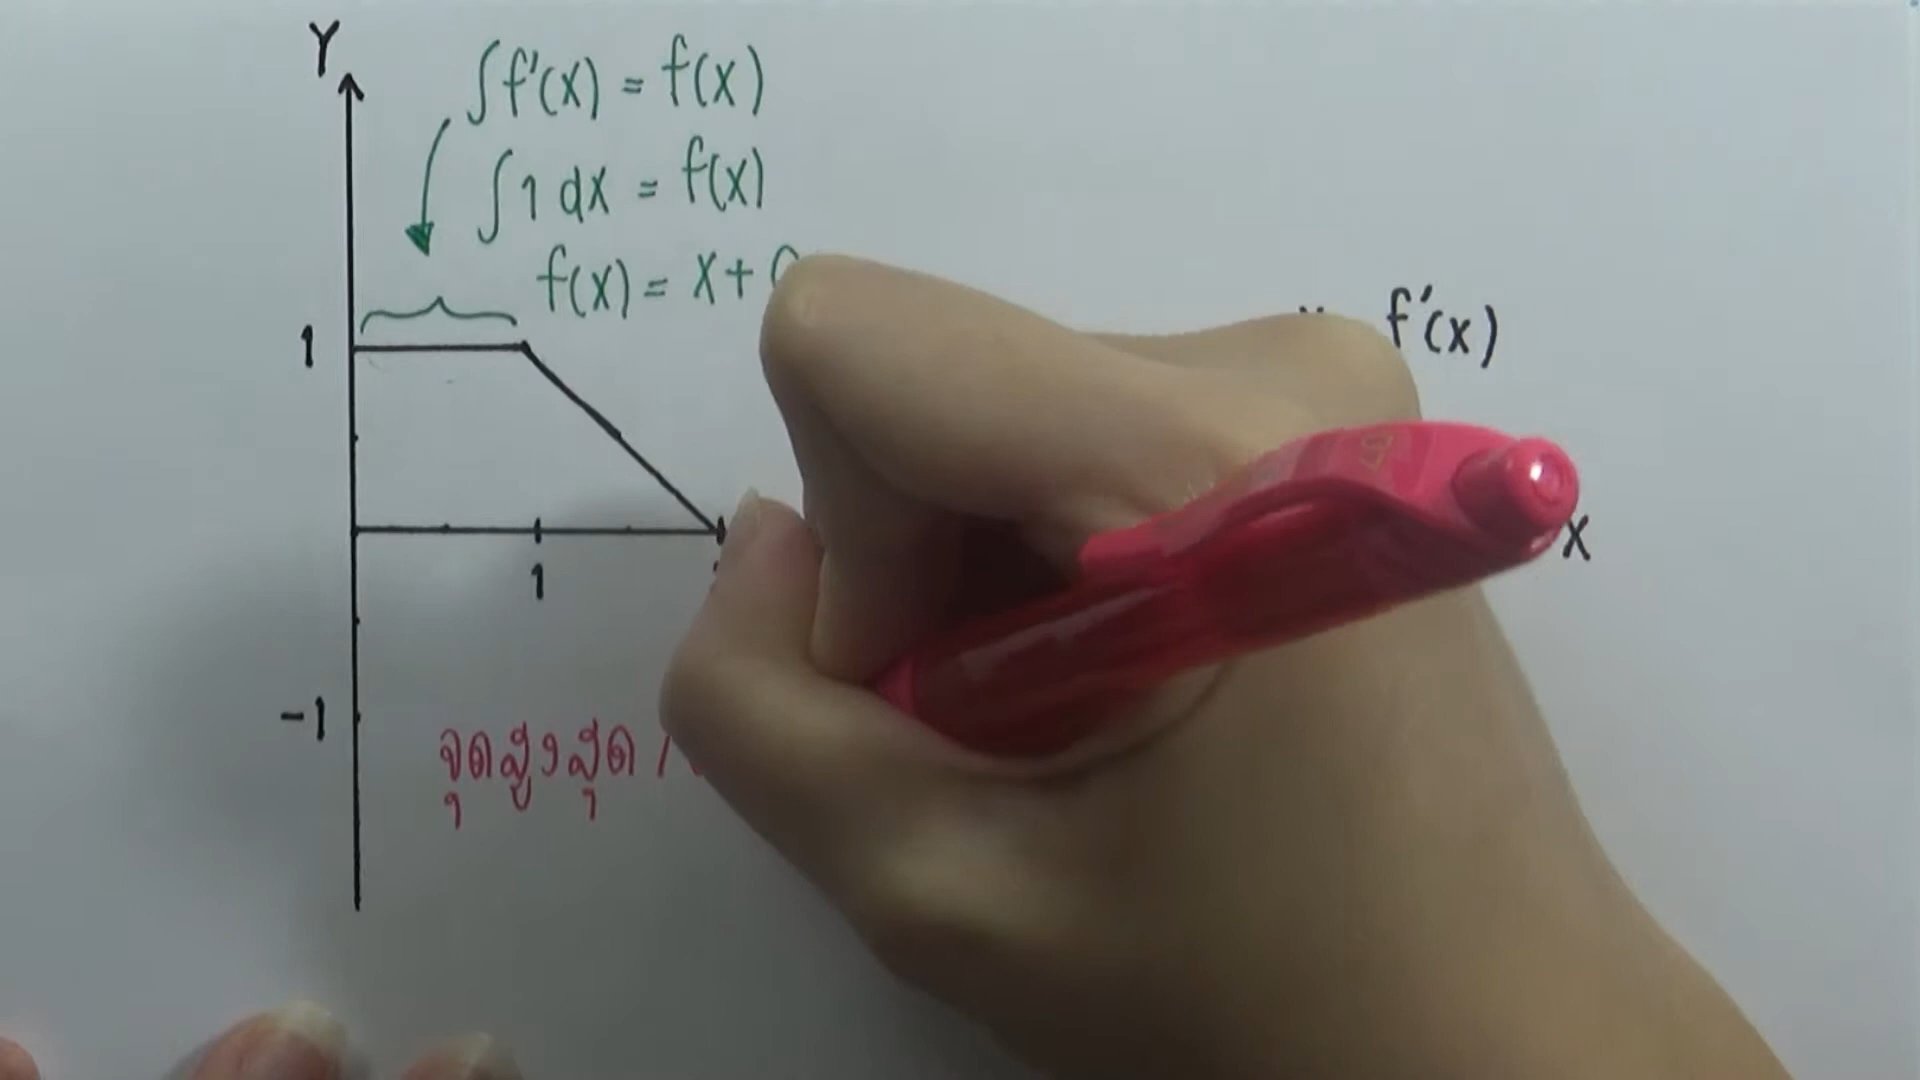 Y
∫f'(x) = f(x)
∫1 dx = f(x)
f(x) = x +
f'(x)
1
x
1
-1
จุดสูงสุด /